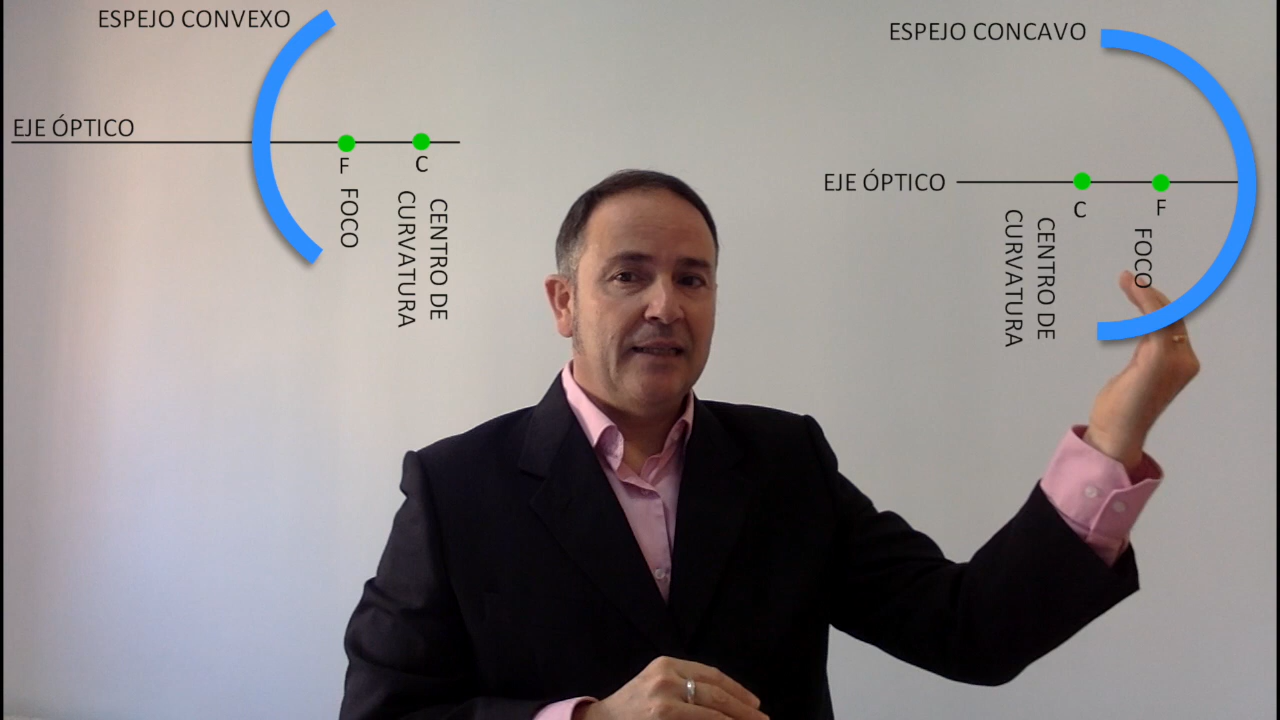 ESPEJO CONVEXO
EJE ÓPTICO
F
C
FOCO
CENTRO DE
CURVATURA
ESPEJO CONCAVO
EJE ÓPTICO
C
F
CENTRO DE
CURVATURA
FOCO